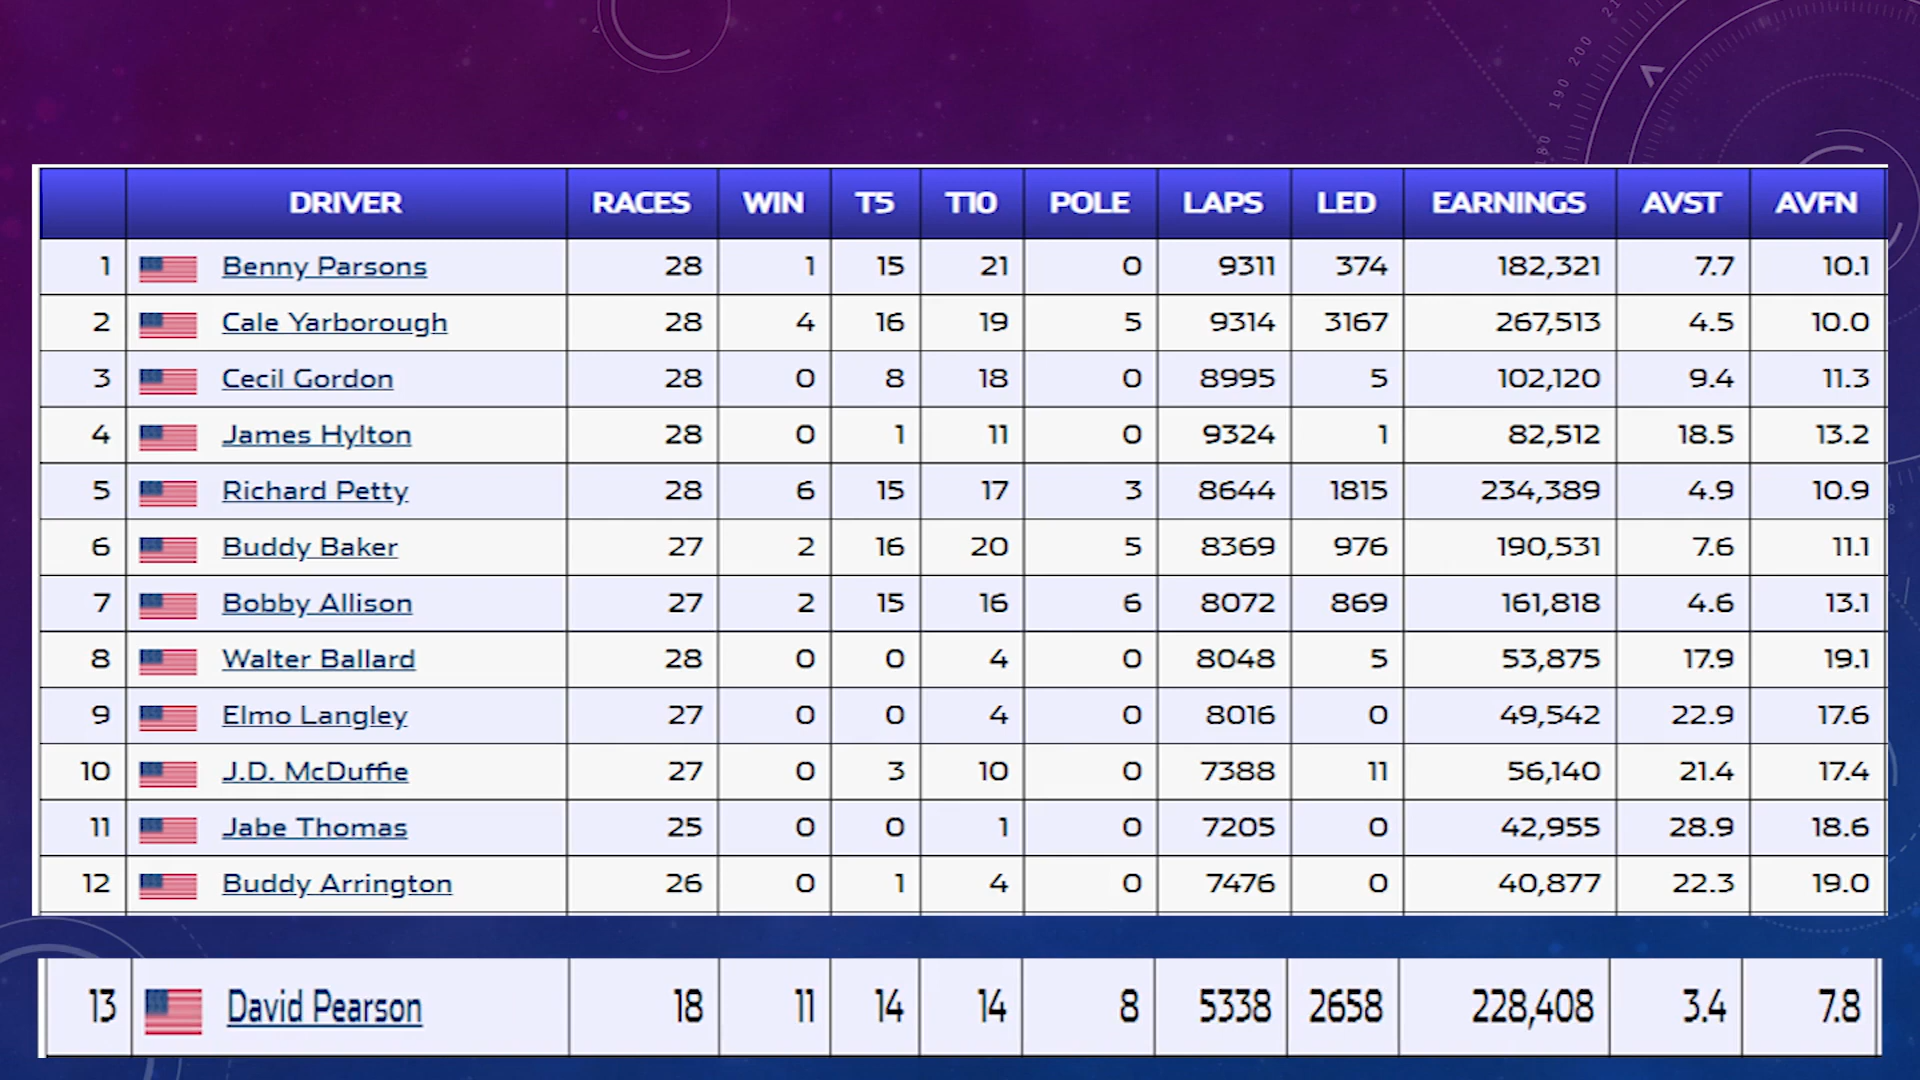 DRIVER RACES WIN T5 T10 POLE LAPS LED EARNINGS AVST AVFN
1 Benny Parsons 28 1 15 21 0 9311 374 182,321 7.7 10.1
2 Cale Yarborough 28 4 16 19 5 9314 3167 267,513 4.5 10.0
3 Cecil Gordon 28 0 8 18 0 8995 5 102,120 9.4 11.3
4 James Hylton 28 0 1 11 0 9324 1 82,512 18.5 13.2
5 Richard Petty 28 6 15 17 3 8644 1815 234,389 4.9 10.9
6 Buddy Baker 27 2 16 20 5 8369 976 190,531 7.6 11.1
7 Bobby Allison 27 2 15 16 6 8072 869 161,818 4.6 13.1
8 Walter Ballard 28 0 0 4 0 8048 5 53,875 17.9 19.1
9 Elmo Langley 27 0 0 4 0 8016 0 49,542 22.9 17.6
10 J.D. McDuffie 27 0 3 10 0 7388 11 56,140 21.4 17.4
11 Jabe Thomas 25 0 0 1 0 7205 0 42,955 28.9 18.6
12 Buddy Arrington 26 0 1 4 0 7476 0 40,877 22.3 19.0
13 David Pearson 18 11 14 14 8 5338 2658 228,408 3.4 7.8
180
190
200